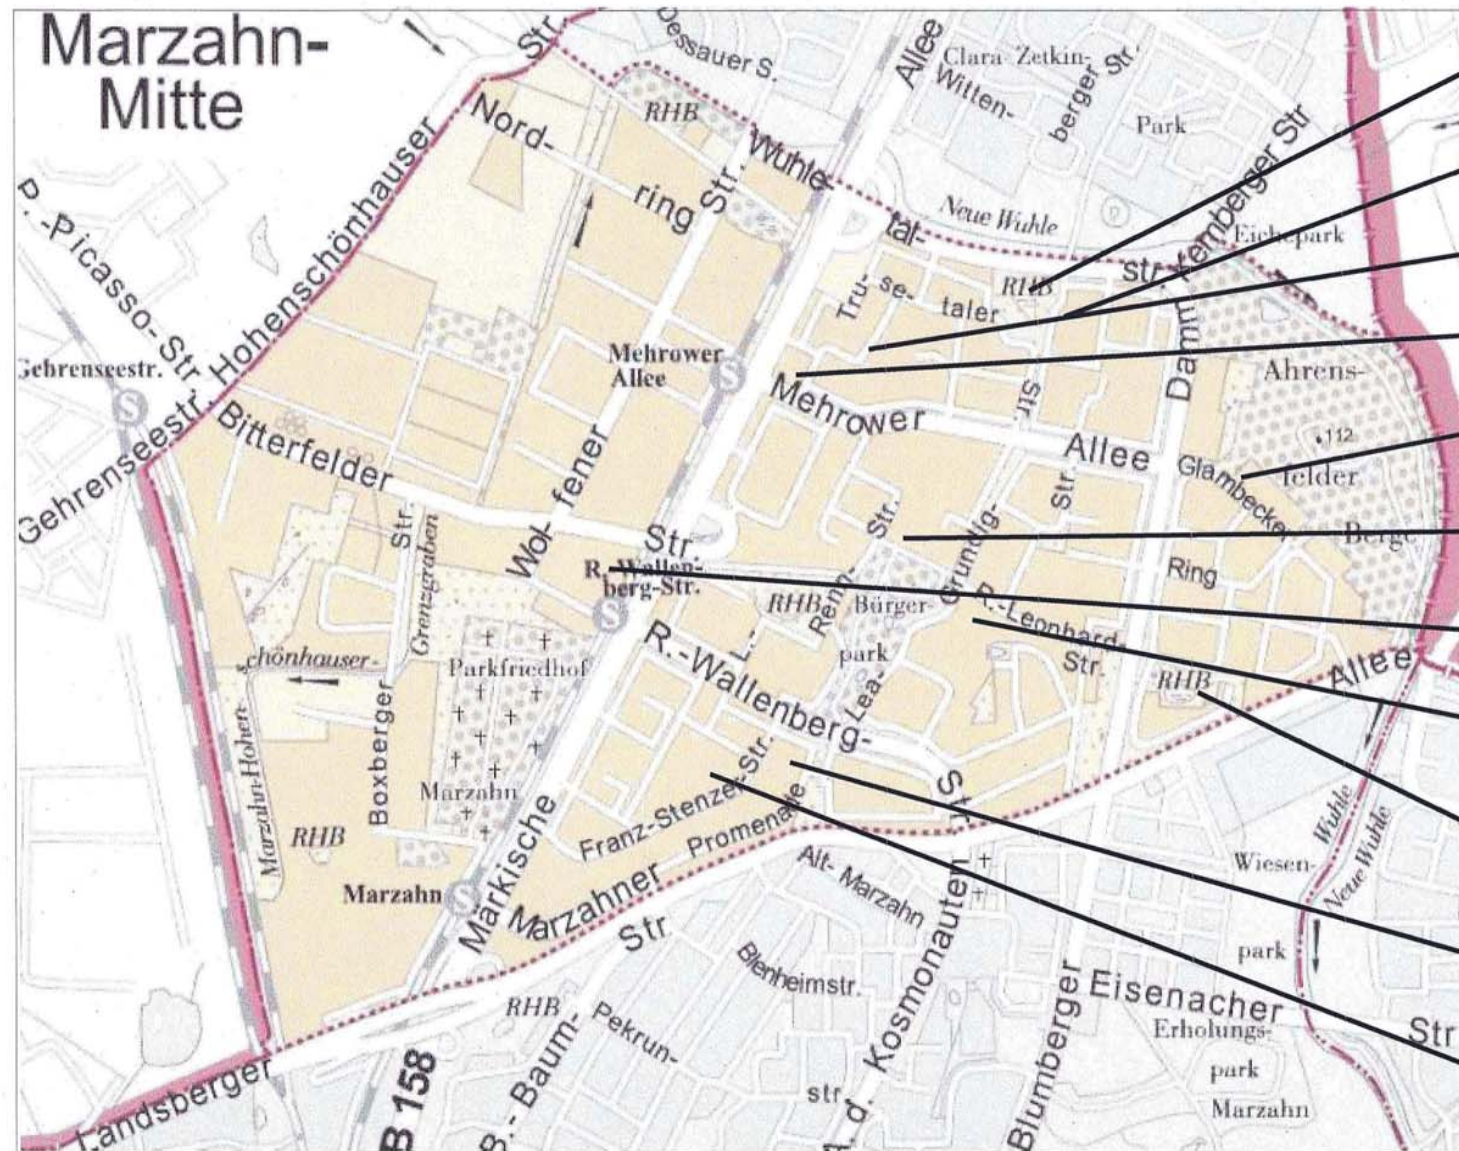 Marzahn-
Mitte
Str.
Dessauer S.
Allee
Clara-Zetkin-
Witten-
berger Str.
Park
RHB
Nord-
ring
Wuhle-
tal-
str.
Neue Wuhle
Kemberger Str
Eichepark
P.-Picasso-Str.
Hohenschönhauser
Gehrenseestr.
S
Gehrenseestr.
Str.
Tru-
se-
taler
RHB
Str.
Damm
Ahrens-
112
felder
Berge
Mehrower
Allee
S
Mehrower
Allee
Glambecker
Ring
Bitterfelder
Str.
Wol-
fener
Str.
Grenzgraben
Str.
R.-Wallen-
berg-Str.
S
RHB
Bürger-
park
L.-
Renn-
Str.
Lea-
Grundig-
Str.
R.-Leonhard-
Str.
RHB
Allee
schönhauser-
Marzahn-Hohen-
Boxberger
Parkfriedhof
Marzahn
R.-Wallenberg-
Str.
Franz-Stenzer-Str.
Marzahner
Promenade
RHB
Marzahn
S
Märkische
Alt-Marzahn
Wuhle
Neue Wuhle
Wiesen-
park
Str
Blenheimstr.
A. d. Kosmonauten
Blumberger
Eisenacher
Str
Erholungs-
park
Marzahn
RHB
Pekrun-
str.
B.-Baum-
B 158
Landsberger